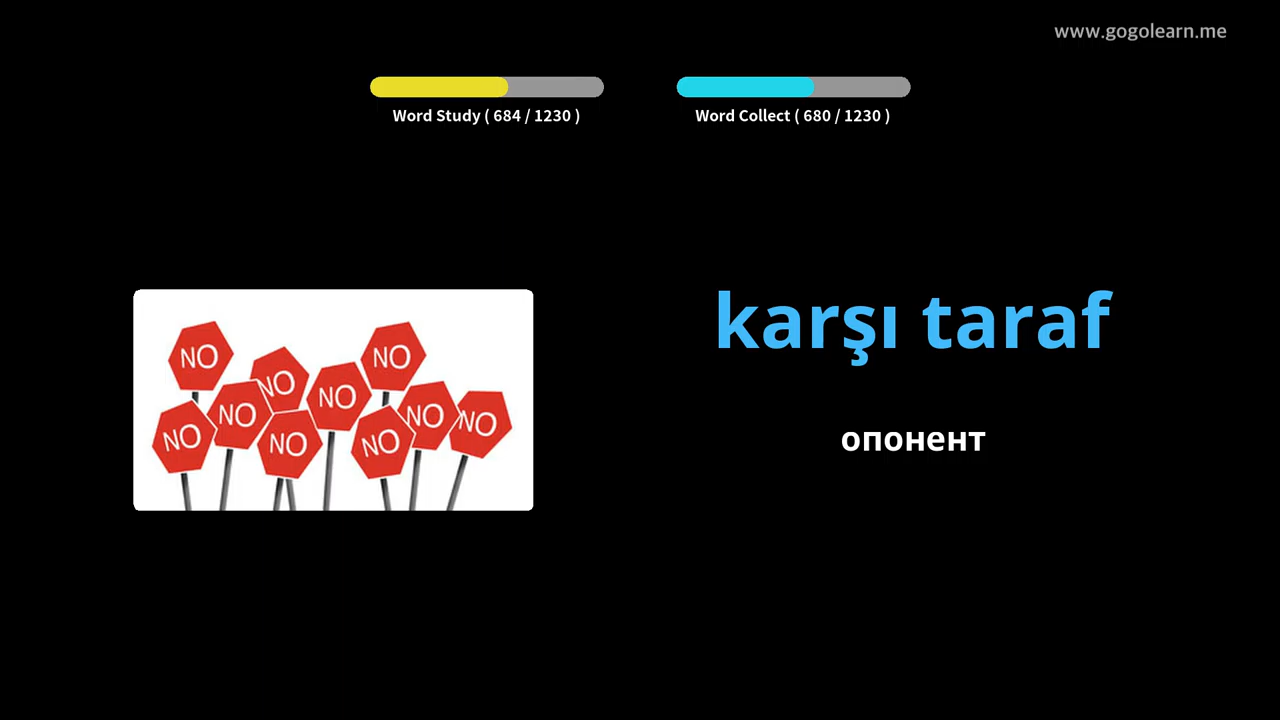 www.gogolearn.me
Word Study ( 684 / 1230 )
Word Collect ( 680 / 1230 )
karşı taraf
опонент
NO
NO
NO
NO
NO
NO
NO
NO
NO
NO